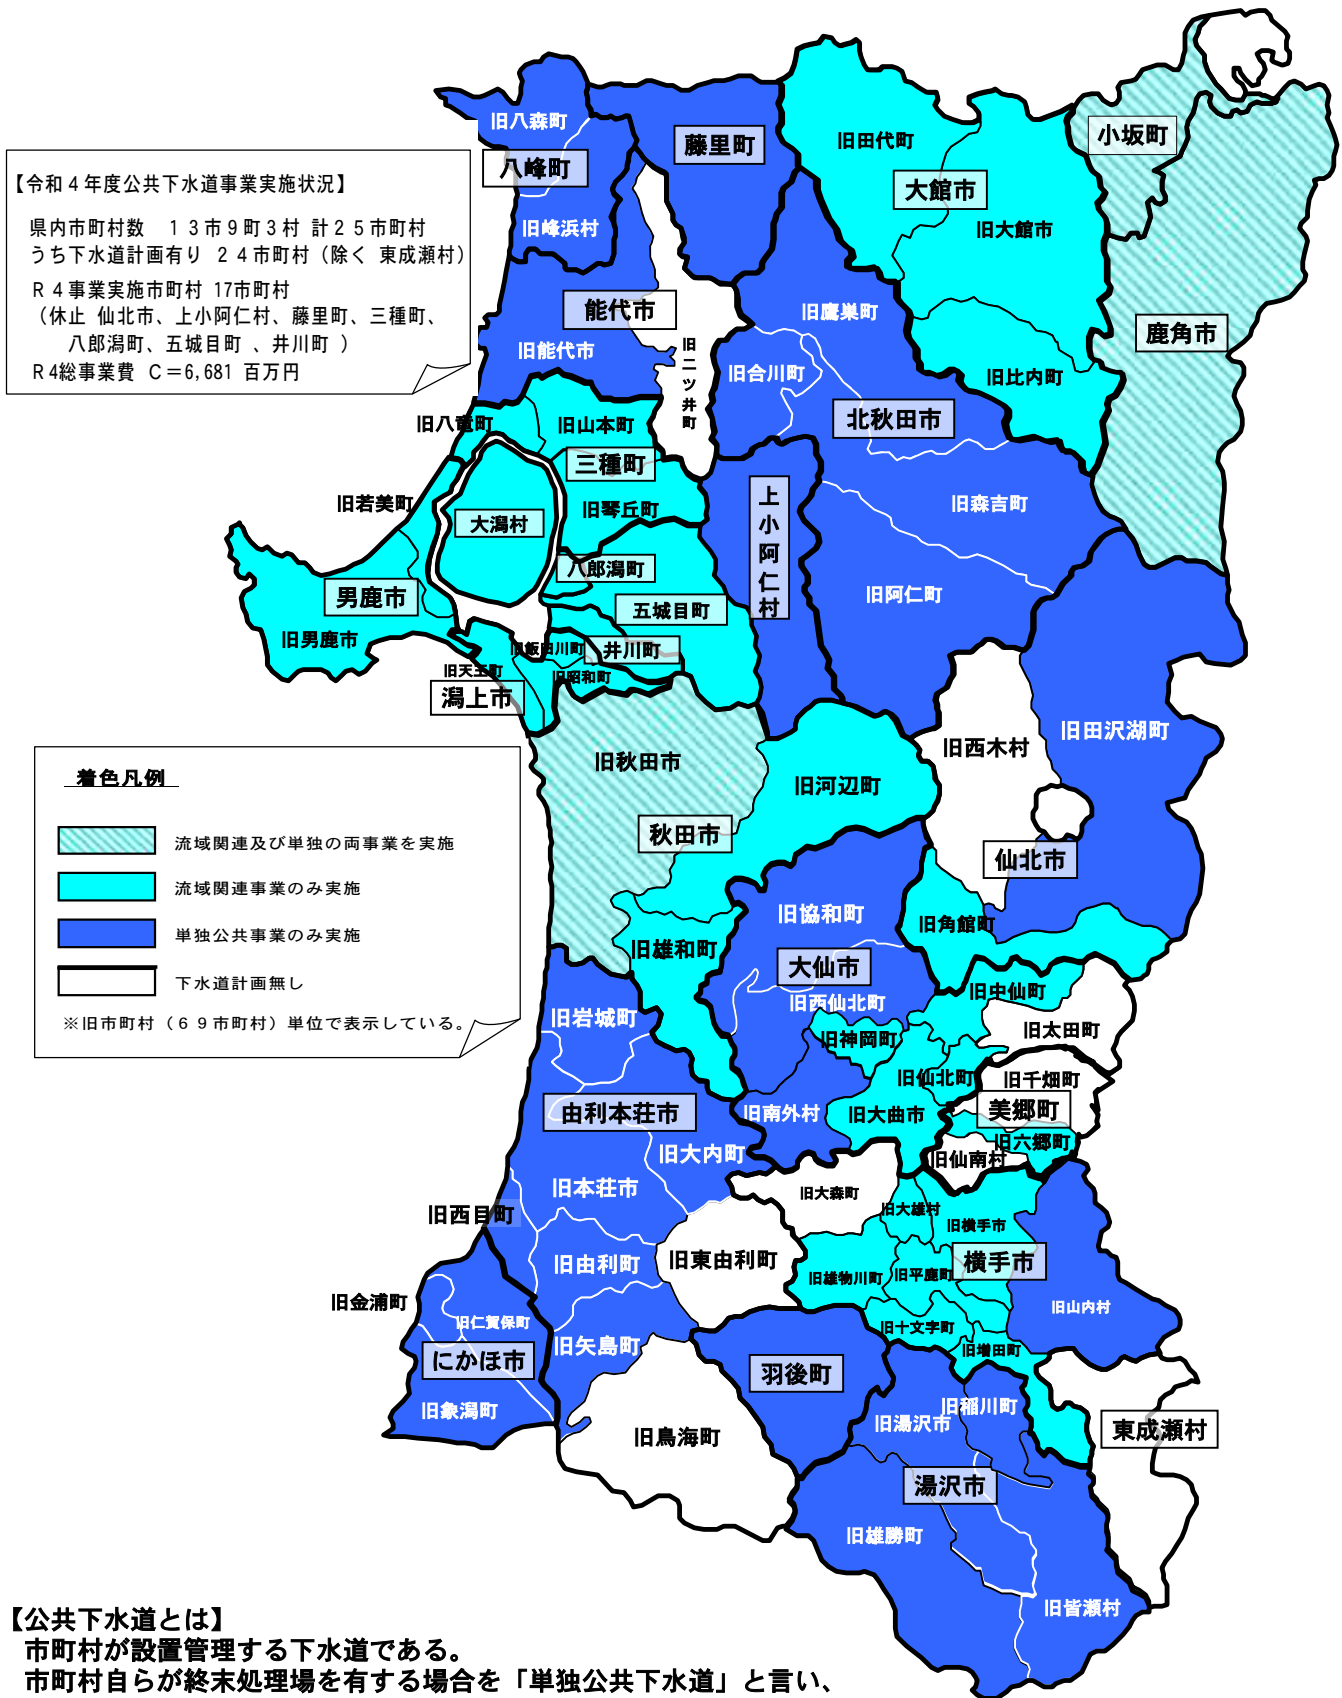 【令和４年度公共下水道事業実施状況】
県内市町村数　１３市９町３村 計２５市町村
うち下水道計画有り ２４市町村（除く 東成瀬村）
Ｒ４事業実施市町村 17市町村
（休止 仙北市、上小阿仁村、藤里町、三種町、
八郎潟町、五城目町 、井川町 ）
Ｒ4総事業費 Ｃ＝6,681 百万円
旧八森町
八峰町
旧峰浜村
藤里町
旧田代町
大館市
旧大館市
小坂町
鹿角市
能代市
旧能代市
旧二ツ井町
旧鷹巣町
旧合川町
北秋田市
旧比内町
旧八竜町
旧山本町
三種町
旧琴丘町
旧若美町
大潟村
上小阿仁村
旧森吉町
旧阿仁町
八郎潟町
五城目町
男鹿市
旧男鹿市
旧飯田川町
井川町
旧天王町
旧昭和町
潟上市
旧秋田市
秋田市
旧河辺町
旧西木村
旧田沢湖町
仙北市
着色凡例
流域関連及び単独の両事業を実施
流域関連事業のみ実施
単独公共事業のみ実施
下水道計画無し
※旧市町村（６９市町村）単位で表示している。
旧協和町
旧角館町
旧雄和町
大仙市
旧西仙北町
旧中仙町
旧太田町
旧岩城町
旧神岡町
旧仙北町
旧千畑町
美郷町
由利本荘市
旧南外村
旧大曲市
旧六郷町
旧仙南村
旧大内町
旧本荘市
旧大森町
旧大雄村
旧横手市
旧西目町
旧由利町
旧東由利町
横手市
旧雄物川町
旧平鹿町
旧山内村
旧金浦町
旧仁賀保町
旧十文字町
旧増田町
にかほ市
旧矢島町
羽後町
旧象潟町
旧鳥海町
旧湯沢市
旧稲川町
東成瀬村
湯沢市
旧雄勝町
旧皆瀬村
【公共下水道とは】
市町村が設置管理する下水道である。
市町村自らが終末処理場を有する場合を「単独公共下水道」と言い、